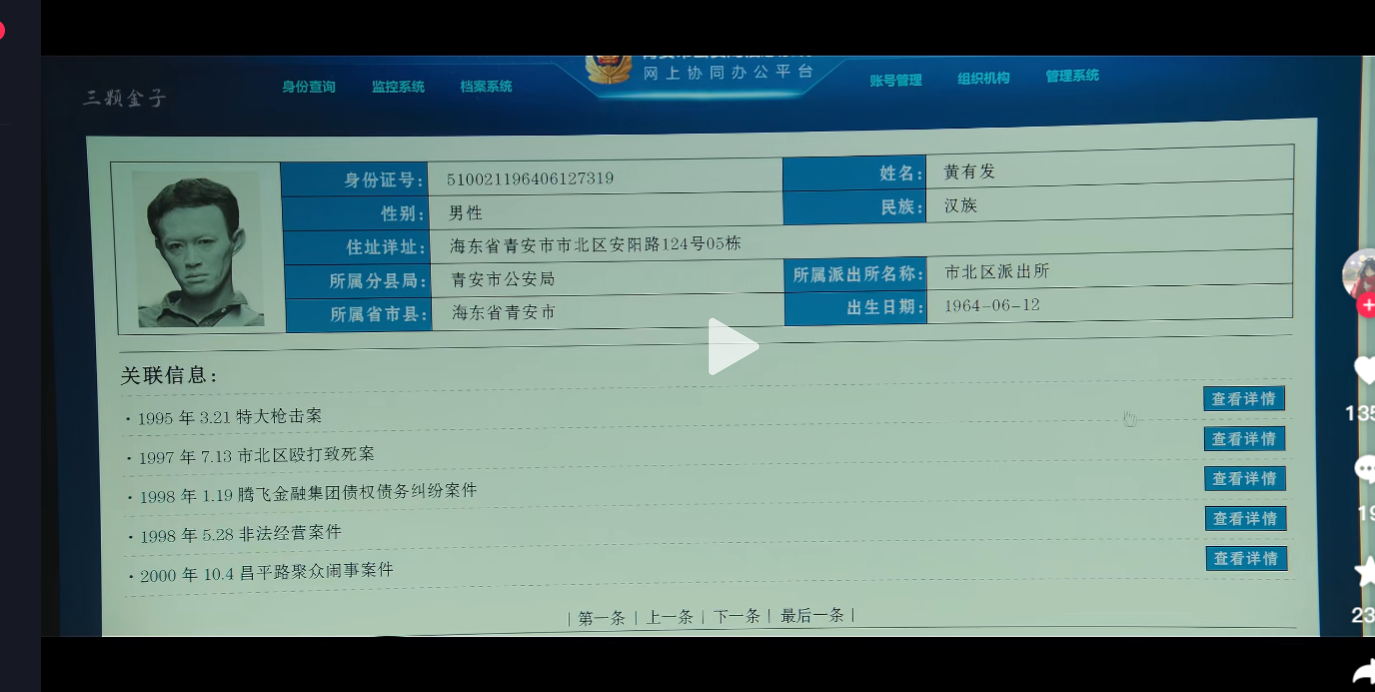 网上协同办公平台
身份查询 监控系统 档案系统 账号管理 组织机构 管理系统
三颗金子
身份证号: 510021196406127319 姓名: 黄有发
性别: 男性 民族: 汉族
住址详址: 海东省青安市市北区安阳路124号05栋
所属分县局: 青安市公安局 所属派出所名称: 市北区派出所
所属省市县: 海东省青安市 出生日期: 1964-06-12
关联信息:
· 1995 年 3.21 特大枪击案 查看详情
· 1997 年 7.13 市北区殴打致死案 查看详情
· 1998 年 1.19 腾飞金融集团债权债务纠纷案件 查看详情
· 1998 年 5.28 非法经营案件 查看详情
· 2000 年 10.4 昌平路聚众闹事案件 查看详情
| 第一条 | 上一条 | 下一条 | 最后一条 |